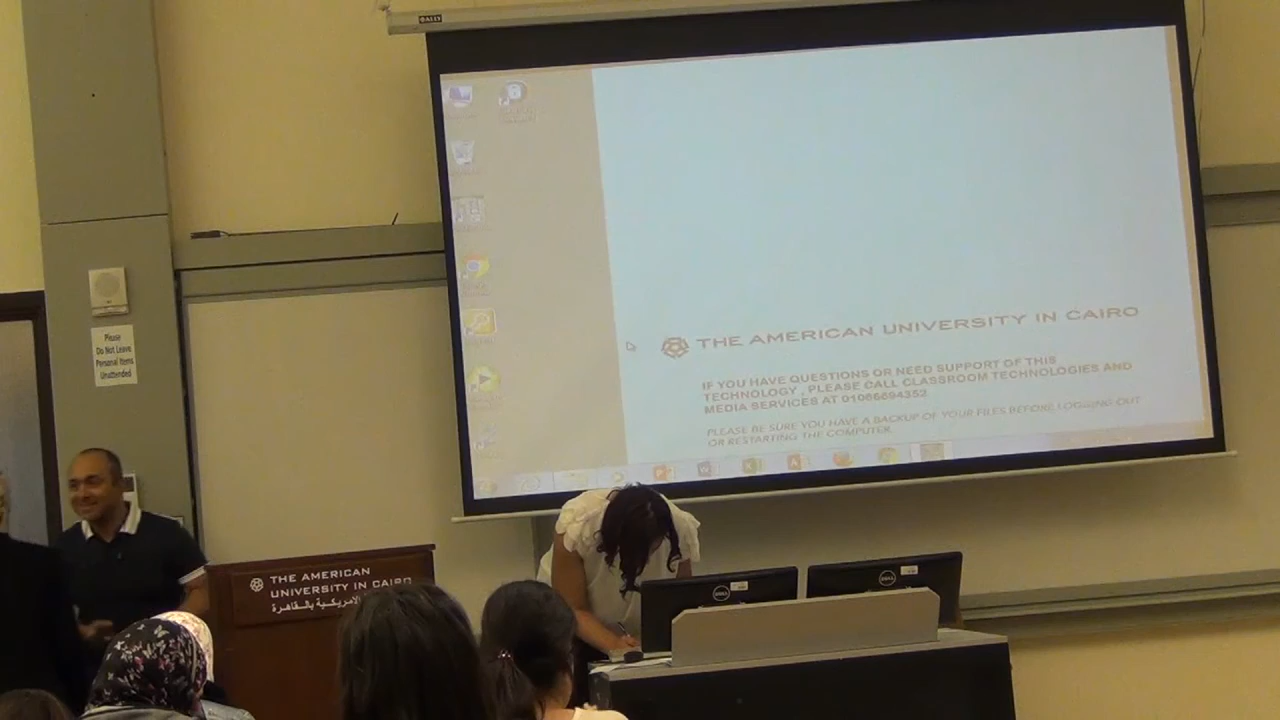 DALLY
THE AMERICAN UNIVERSITY IN CAIRO
IF YOU HAVE QUESTIONS OR NEED SUPPORT OF THIS
TECHNOLOGY , PLEASE CALL CLASSROOM TECHNOLOGIES AND
MEDIA SERVICES AT 01066694352
PLEASE BE SURE YOU HAVE A BACKUP OF YOUR FILES BEFORE LOGGING OUT
OR RESTARTING THE COMPUTER.
Please
Do Not Leave
Personal Items
Unattended
THE AMERICAN
UNIVERSITY IN CAIRO
الأمريكية بالقاهرة
DELL
DELL